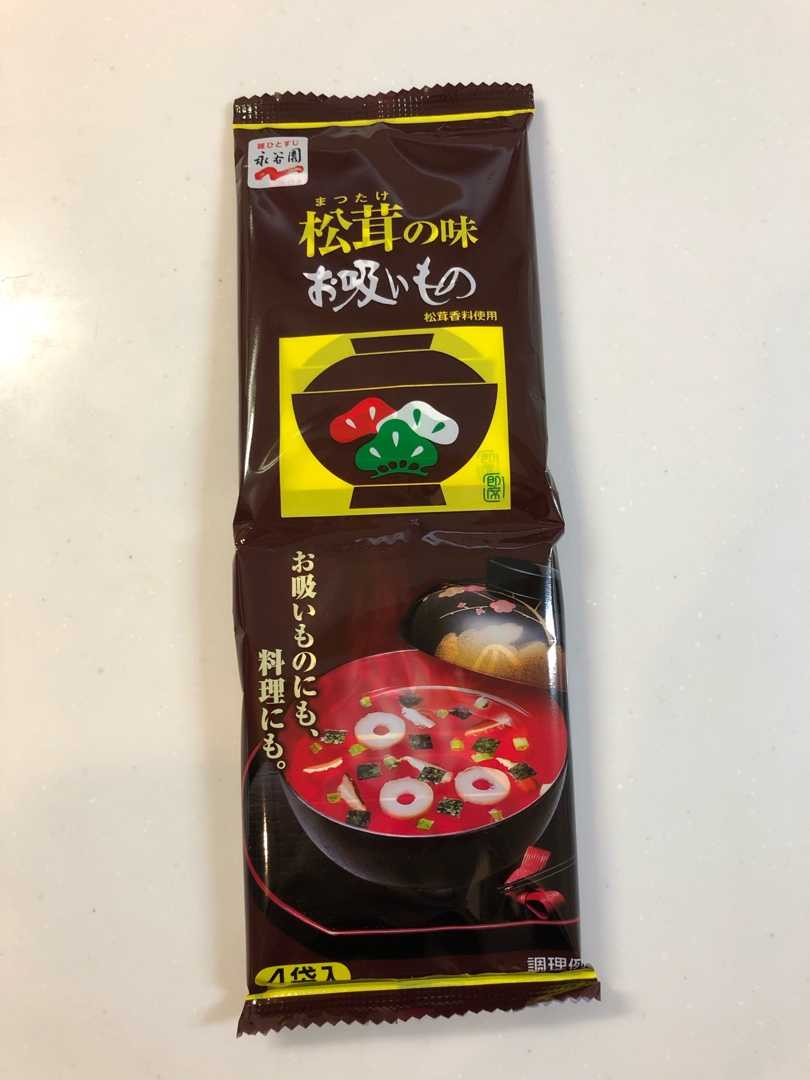 味ひとすじ
永谷園
まつたけ
松茸の味
お吸いもの
松茸香料使用
即席
お吸いものにも、
料理にも。
4袋入
調理例